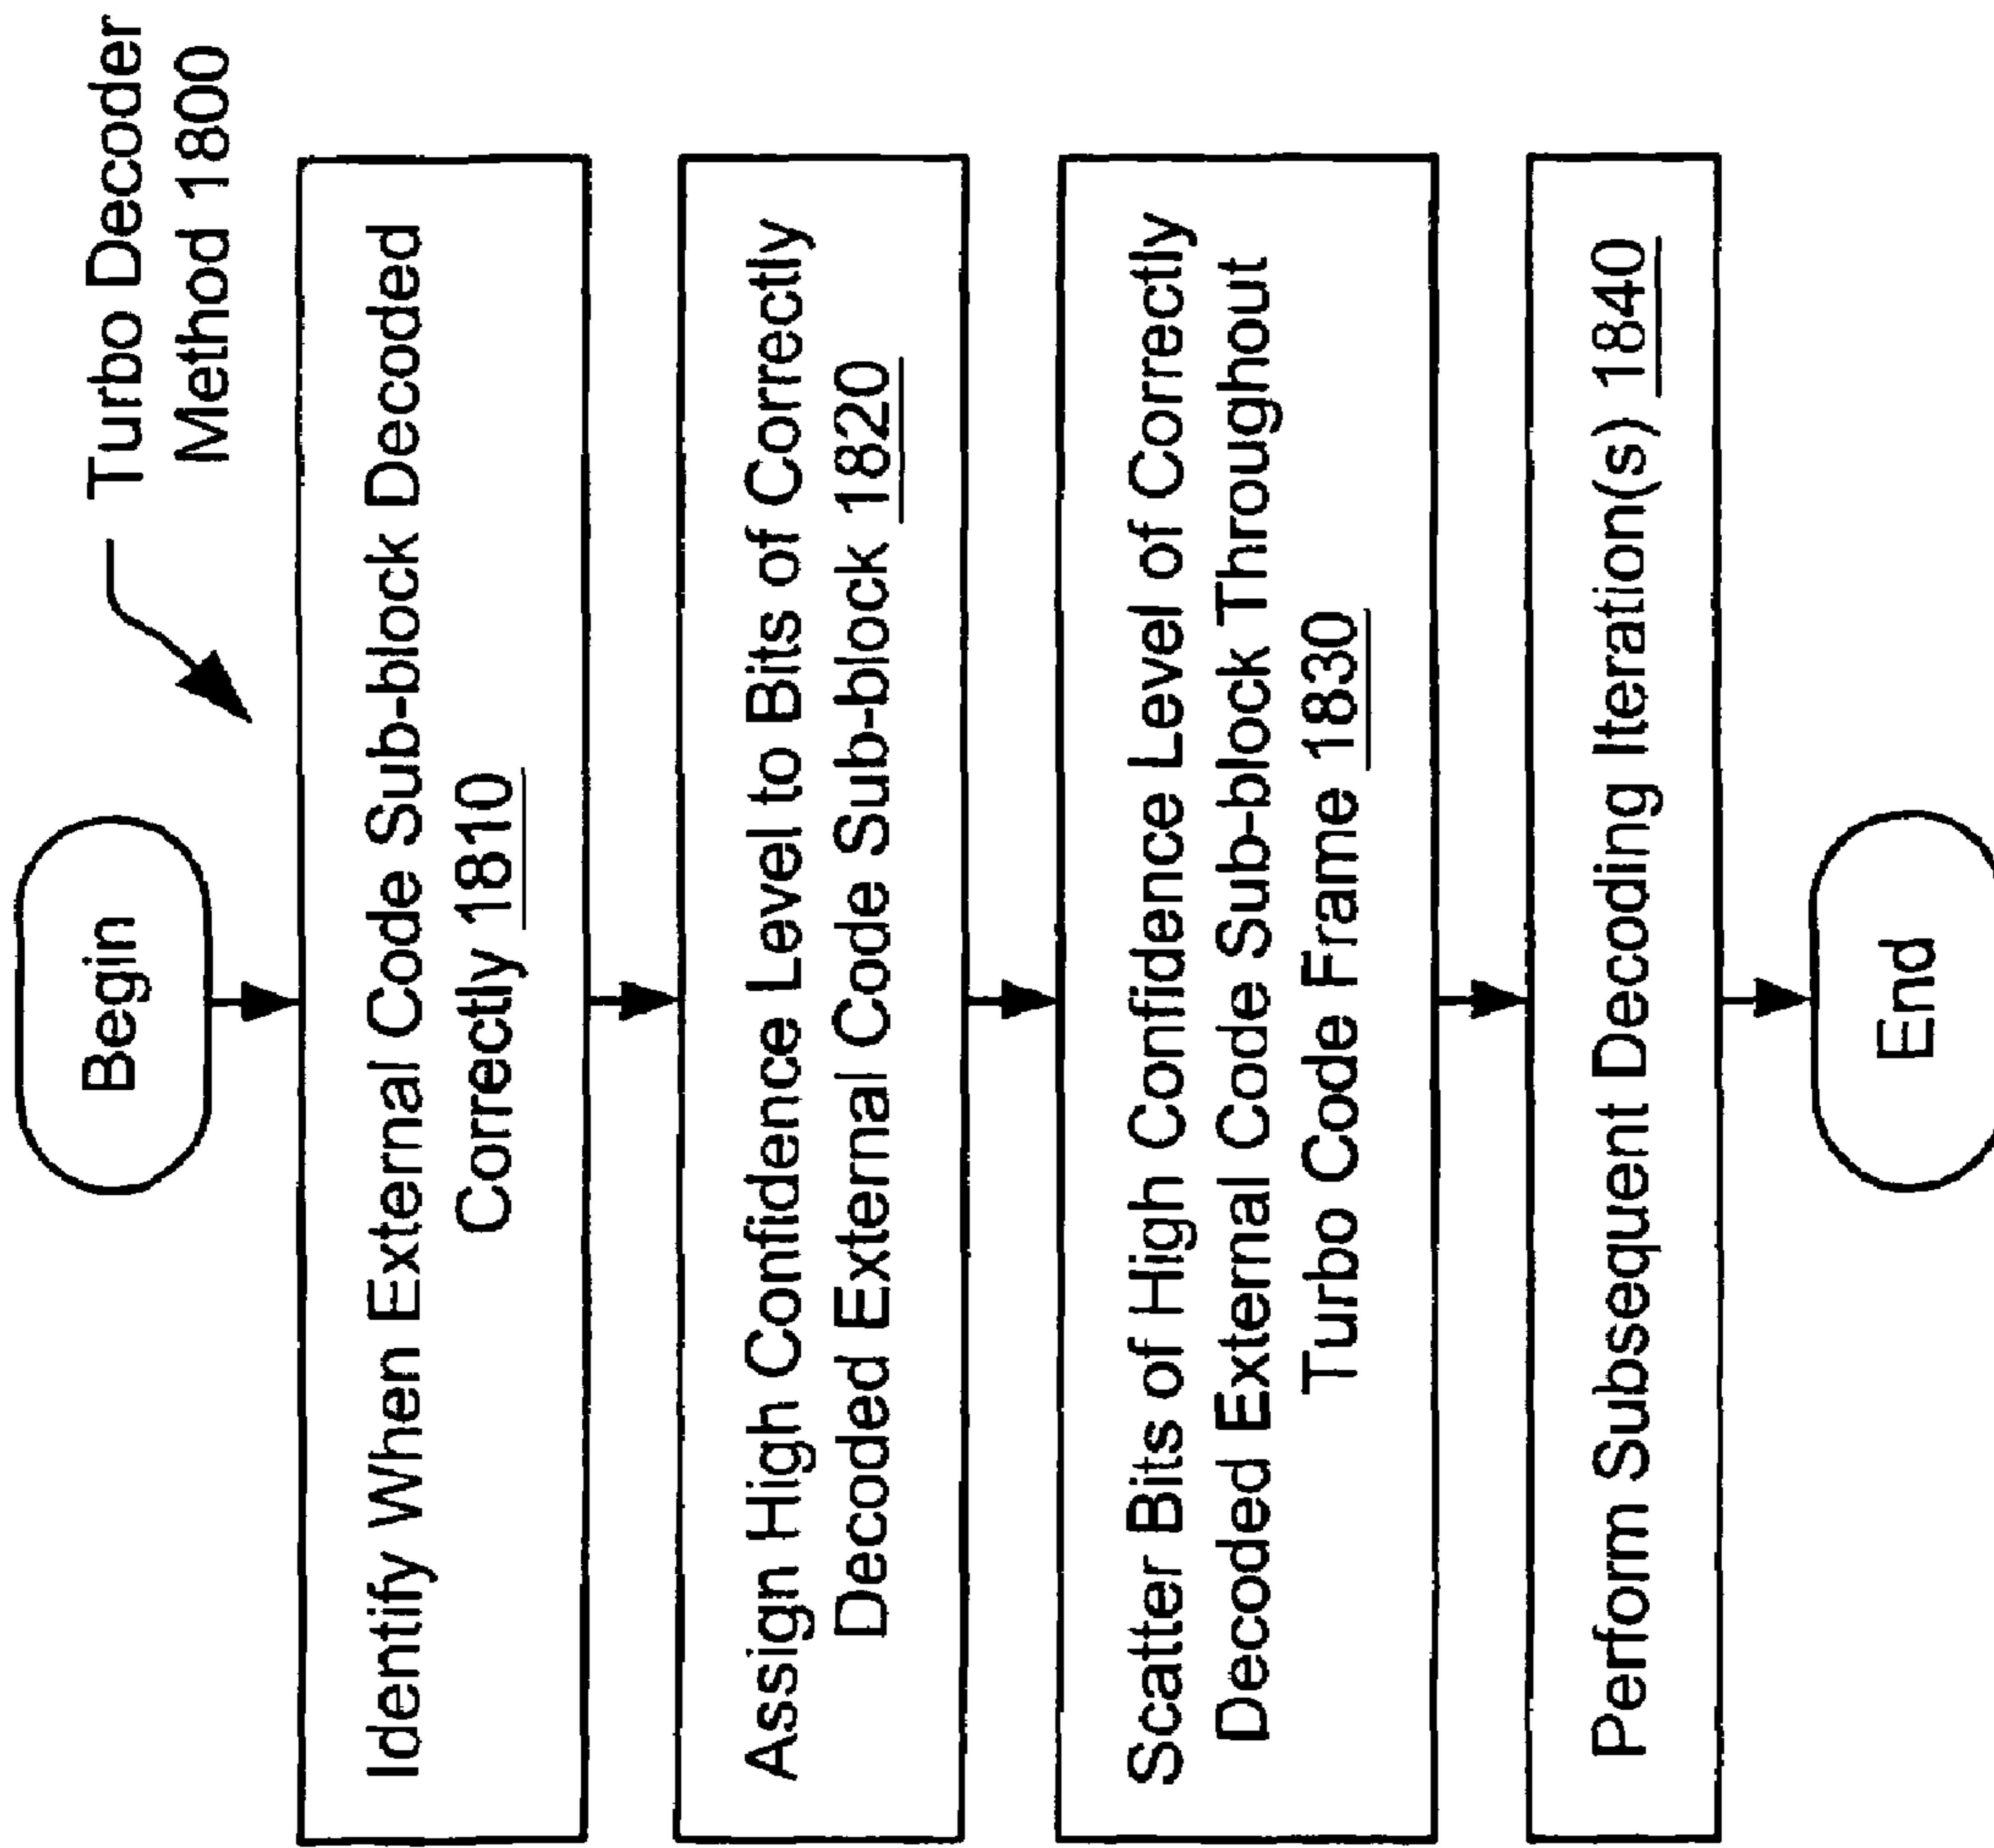 Turbo Decoder
Method 1800
Begin
Identify When External Code Sub-block Decoded
Correctly 1810
Assign High Confidence Level to Bits of Correctly
Decoded External Code Sub-block 1820
Scatter Bits of High Confidence Level of Correctly
Decoded External Code Sub-block Throughout
Turbo Code Frame 1830
Perform Subsequent Decoding Iteration(s) 1840
End